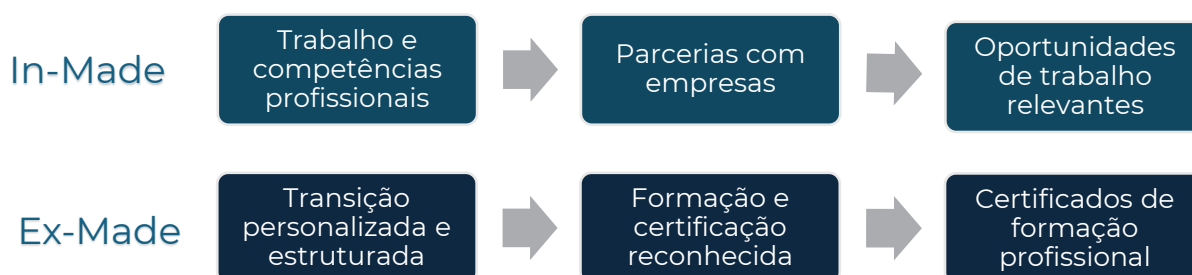 In-Made
Trabalho e
competências
profissionais
Parcerias com
empresas
Oportunidades
de trabalho
relevantes
Ex-Made
Transição
personalizada e
estruturada
Formação e
certificação
reconhecida
Certificados de
formação
profissional